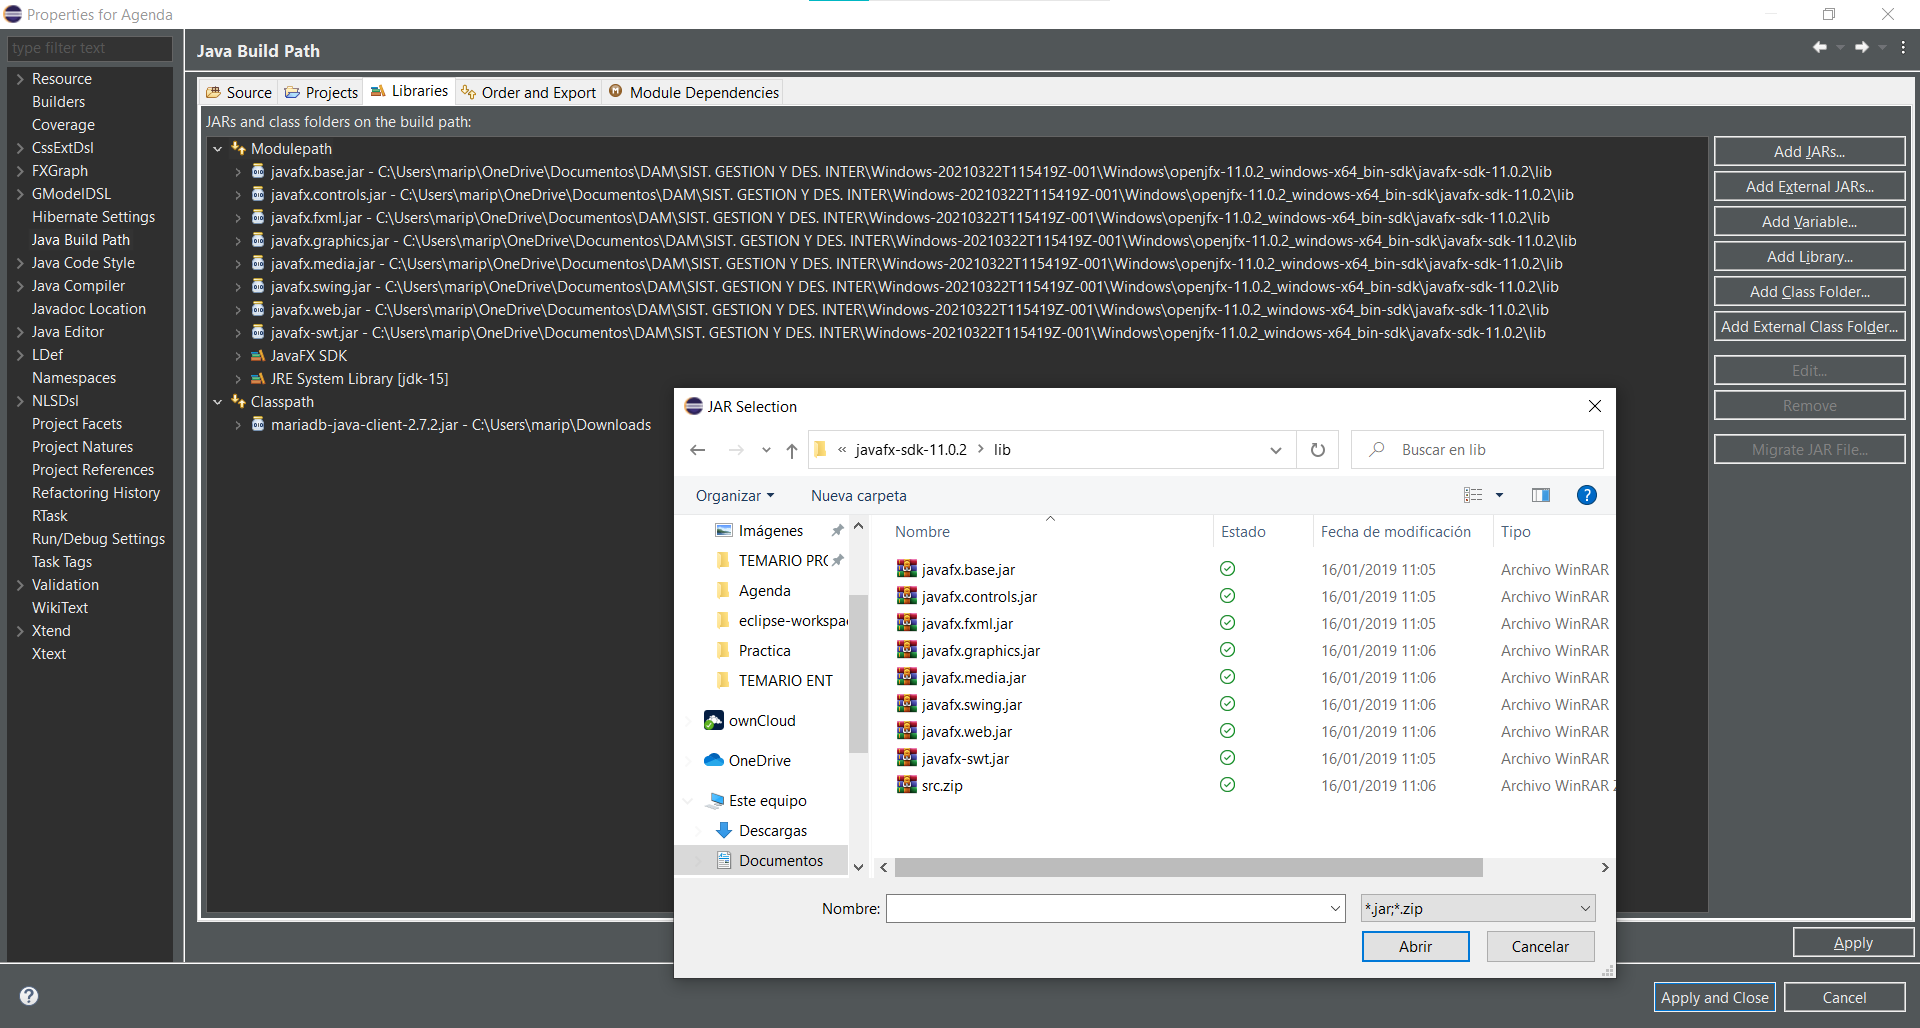 Properties for Agenda
type filter text
Resource
Builders
Coverage
CssExtDsl
FXGraph
GModelDSL
Hibernate Settings
Java Build Path
Java Code Style
Java Compiler
Javadoc Location
Java Editor
LDef
Namespaces
NLSDsl
Project Facets
Project Natures
Project References
Refactoring History
RTask
Run/Debug Settings
Task Tags
Validation
WikiText
Xtend
Xtext
Java Build Path
Source Projects Libraries Order and Export Module Dependencies
JARs and class folders on the build path:
Modulepath
javafx.base.jar - C:\Users\marip\OneDrive\Documentos\DAM\SIST. GESTION Y DES. INTER\Windows-20210322T115419Z-001\Windows\openjfx-11.0.2_windows-x64_bin-sdk\javafx-sdk-11.0.2\lib
javafx.controls.jar - C:\Users\marip\OneDrive\Documentos\DAM\SIST. GESTION Y DES. INTER\Windows-20210322T115419Z-001\Windows\openjfx-11.0.2_windows-x64_bin-sdk\javafx-sdk-11.0.2\lib
javafx.fxml.jar - C:\Users\marip\OneDrive\Documentos\DAM\SIST. GESTION Y DES. INTER\Windows-20210322T115419Z-001\Windows\openjfx-11.0.2_windows-x64_bin-sdk\javafx-sdk-11.0.2\lib
javafx.graphics.jar - C:\Users\marip\OneDrive\Documentos\DAM\SIST. GESTION Y DES. INTER\Windows-20210322T115419Z-001\Windows\openjfx-11.0.2_windows-x64_bin-sdk\javafx-sdk-11.0.2\lib
javafx.media.jar - C:\Users\marip\OneDrive\Documentos\DAM\SIST. GESTION Y DES. INTER\Windows-20210322T115419Z-001\Windows\openjfx-11.0.2_windows-x64_bin-sdk\javafx-sdk-11.0.2\lib
javafx.swing.jar - C:\Users\marip\OneDrive\Documentos\DAM\SIST. GESTION Y DES. INTER\Windows-20210322T115419Z-001\Windows\openjfx-11.0.2_windows-x64_bin-sdk\javafx-sdk-11.0.2\lib
javafx.web.jar - C:\Users\marip\OneDrive\Documentos\DAM\SIST. GESTION Y DES. INTER\Windows-20210322T115419Z-001\Windows\openjfx-11.0.2_windows-x64_bin-sdk\javafx-sdk-11.0.2\lib
javafx-swt.jar - C:\Users\marip\OneDrive\Documentos\DAM\SIST. GESTION Y DES. INTER\Windows-20210322T115419Z-001\Windows\openjfx-11.0.2_windows-x64_bin-sdk\javafx-sdk-11.0.2\lib
JavaFX SDK
JRE System Library [jdk-15]
Classpath
mariadb-java-client-2.7.2.jar - C:\Users\marip\Downloads
Add JARs...
Add External JARs...
Add Variable...
Add Library...
Add Class Folder...
Add External Class Folder...
Edit...
Remove
Migrate JAR File...
JAR Selection
« javafx-sdk-11.0.2 > lib
Buscar en lib
Organizar Nueva carpeta
Imágenes
TEMARIO PRO
Agenda
eclipse-workspac
Practica
TEMARIO ENT
ownCloud
OneDrive
Este equipo
Descargas
Documentos
Nombre Estado Fecha de modificación Tipo
javafx.base.jar 16/01/2019 11:05 Archivo WinRAR
javafx.controls.jar 16/01/2019 11:05 Archivo WinRAR
javafx.fxml.jar 16/01/2019 11:05 Archivo WinRAR
javafx.graphics.jar 16/01/2019 11:06 Archivo WinRAR
javafx.media.jar 16/01/2019 11:06 Archivo WinRAR
javafx.swing.jar 16/01/2019 11:06 Archivo WinRAR
javafx.web.jar 16/01/2019 11:06 Archivo WinRAR
javafx-swt.jar 16/01/2019 11:05 Archivo WinRAR
src.zip 16/01/2019 11:06 Archivo WinRAR Z
Nombre:
*.jar;*.zip
Abrir Cancelar
Apply
Apply and Close Cancel